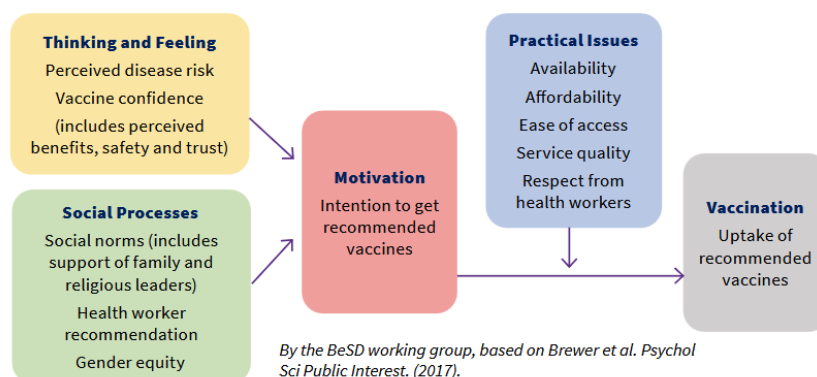 Thinking and Feeling
Perceived disease risk
Vaccine confidence
(includes perceived
benefits, safety and trust)
Social Processes
Social norms (includes
support of family and
religious leaders)
Health worker
recommendation
Gender equity
Motivation
Intention to get
recommended
vaccines
Practical Issues
Availability
Affordability
Ease of access
Service quality
Respect from
health workers
Vaccination
Uptake of
recommended
vaccines
By the BeSD working group, based on Brewer et al. Psychol
Sci Public Interest. (2017).